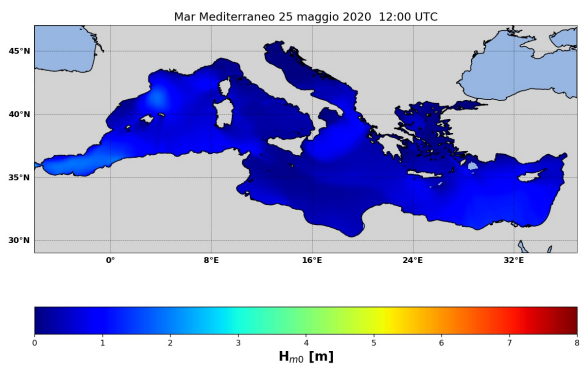 Mar Mediterraneo 25 maggio 2020 12:00 UTC
45°N
40°N
35°N
30°N
0° 8°E 16°E 24°E 32°E
0 1 2 3 4 5 6 7 8
H_{m0} [m]